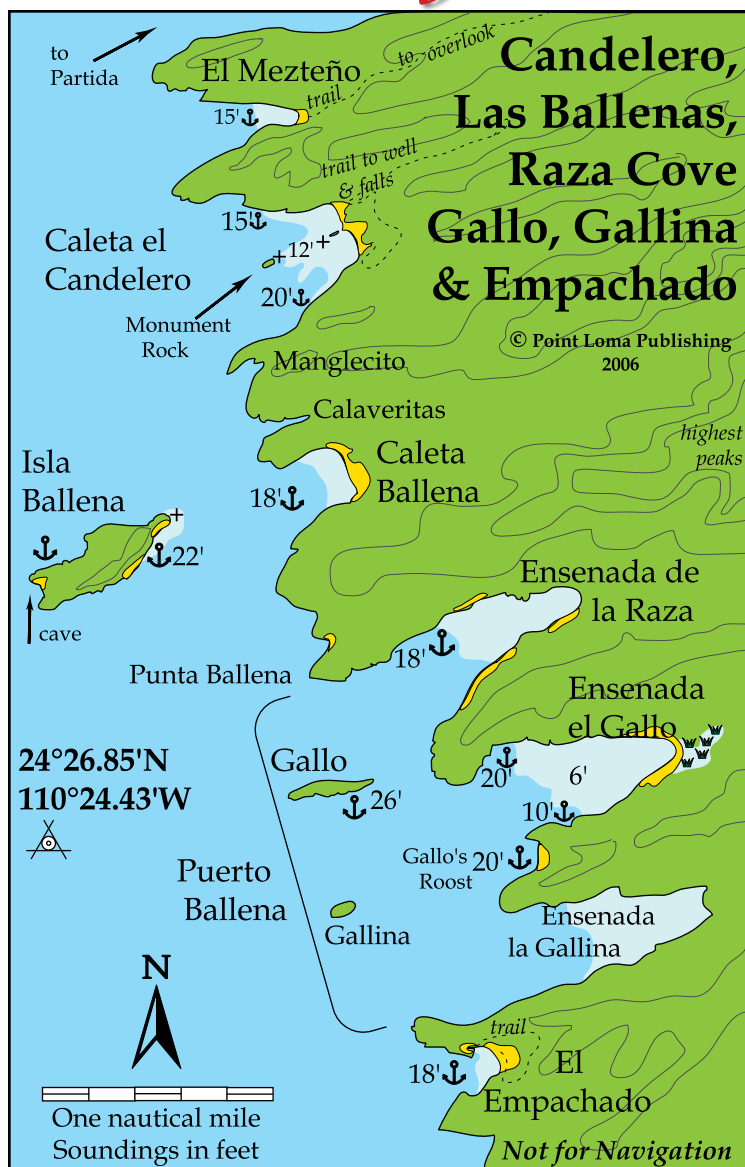 Candelero,
Las Ballenas,
Raza Cove
Gallo, Gallina
& Empachado
© Point Loma Publishing
2006
to
Partida
El Mezteño
to overlook
trail
15'
trail to well
& falls
15'
12'
Caleta el
Candelero
20'
Monument
Rock
Manglecito
Calaveritas
highest
peaks
Isla
Ballena
Caleta
Ballena
18'
22'
cave
Ensenada de
la Raza
18'
Punta Ballena
Ensenada
el Gallo
24°26.85'N
110°24.43'W
Gallo
26'
20'
6'
10'
Gallo's
Roost
20'
Puerto
Ballena
Gallina
Ensenada
la Gallina
N
trail
18'
El
Empachado
One nautical mile
Soundings in feet
Not for Navigation